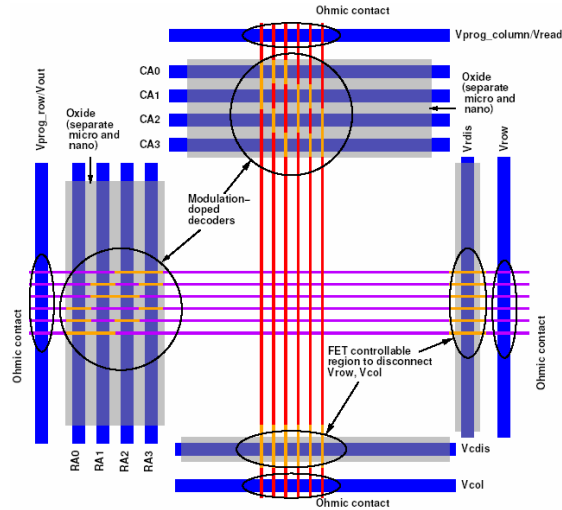 Ohmic contact
Vprog_column/Vread
CA0
CA1
CA2
CA3
Oxide
(separate
micro and
nano)
Vprog_row/Vout
Oxide
(separate
micro and
nano)
Vrdis
Vrow
Modulation-
doped
decoders
Ohmic contact
FET controllable
region to disconnect
Vrow, Vcol
Ohmic contact
RA0
RA1
RA2
RA3
Vcdis
Vcol
Ohmic contact